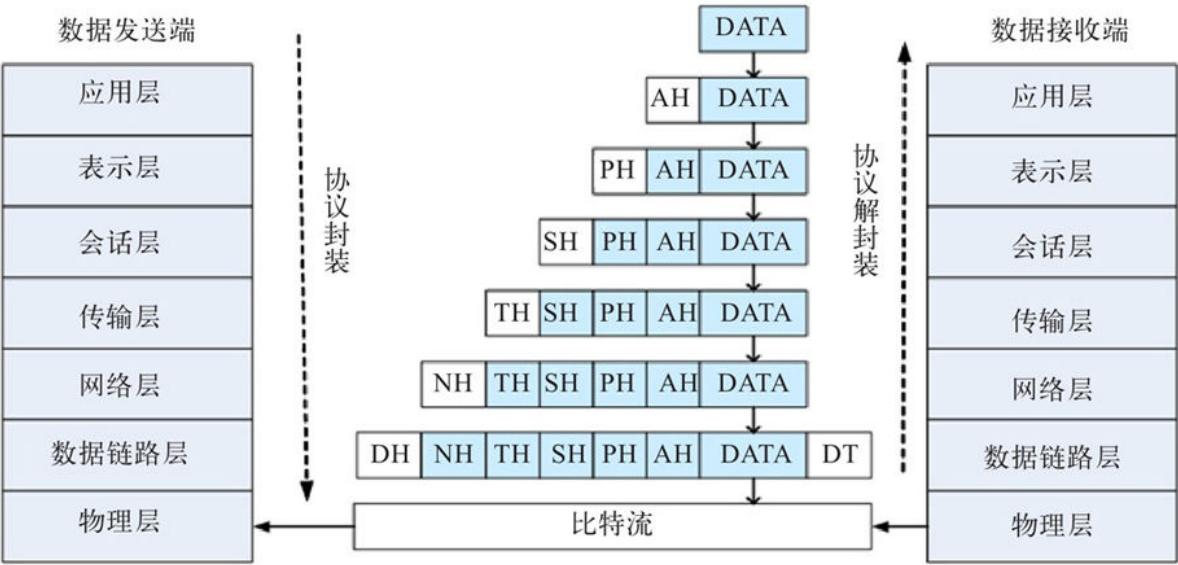 数据发送端
应用层
表示层
会话层
传输层
网络层
数据链路层
物理层
协议封装
DATA
AH DATA
PH AH DATA
SH PH AH DATA
TH SH PH AH DATA
NH TH SH PH AH DATA
DH NH TH SH PH AH DATA DT
比特流
协议解封装
数据接收端
应用层
表示层
会话层
传输层
网络层
数据链路层
物理层